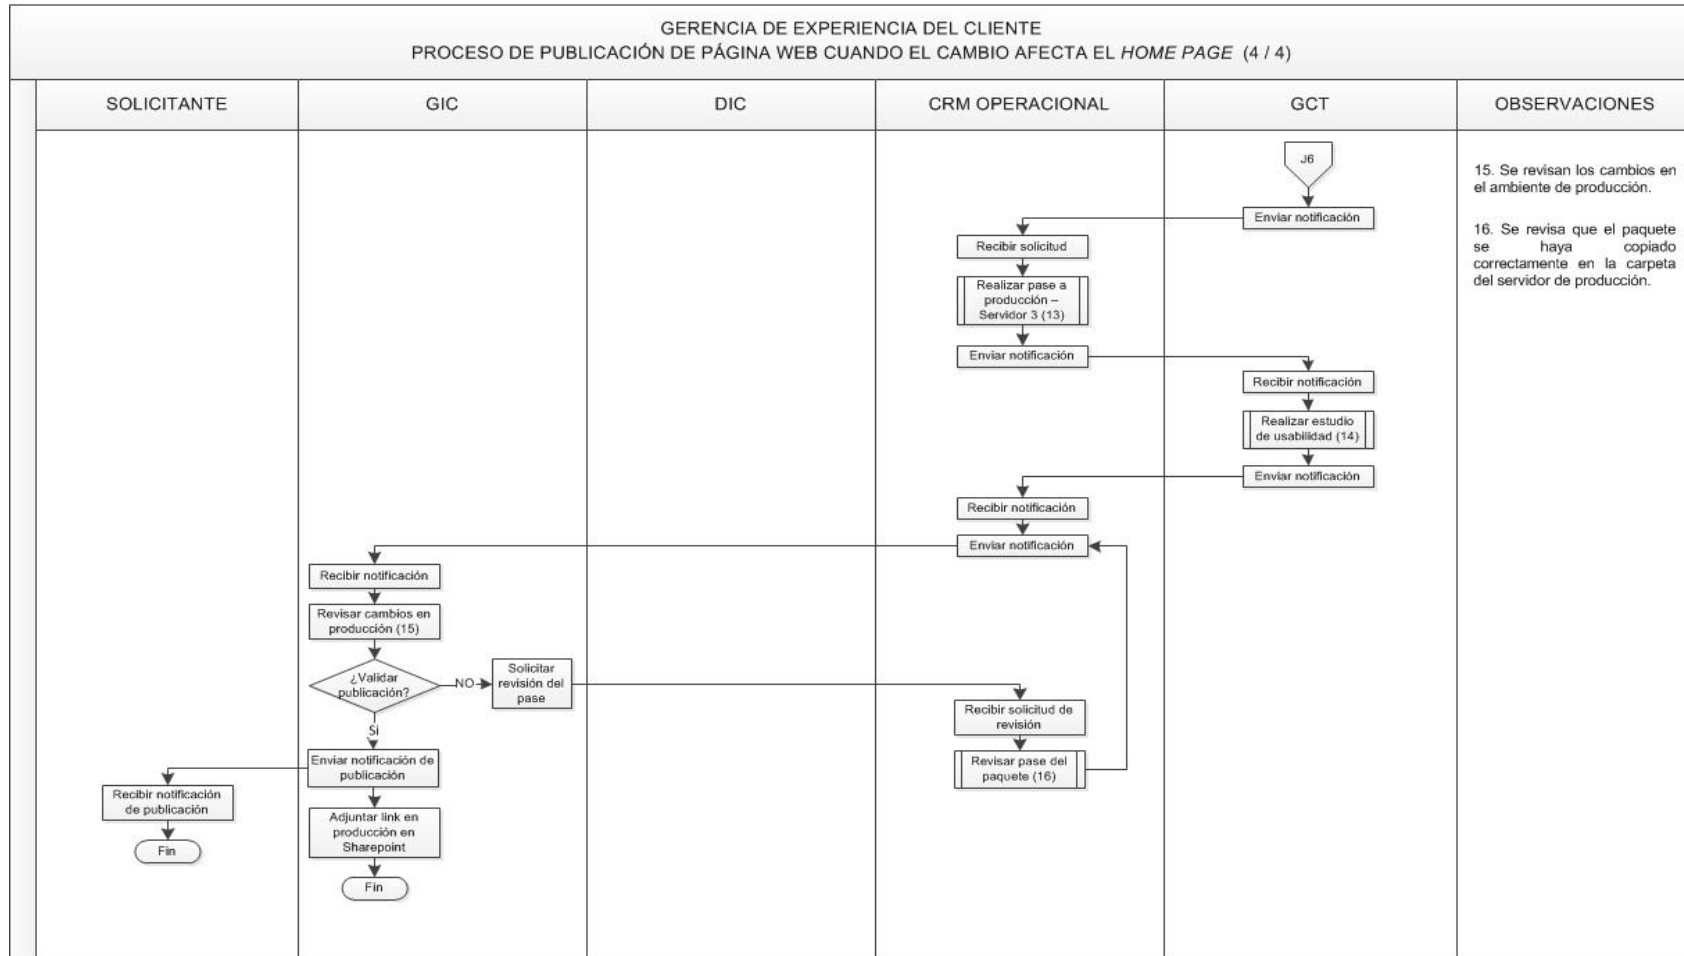 GERENCIA DE EXPERIENCIA DEL CLIENTE
PROCESO DE PUBLICACIÓN DE PÁGINA WEB CUANDO EL CAMBIO AFECTA EL HOME PAGE (4 / 4)
SOLICITANTE
GIC
DIC
CRM OPERACIONAL
GCT
OBSERVACIONES
J6
Enviar notificación
15. Se revisan los cambios en
el ambiente de producción.
16. Se revisa que el paquete
se haya copiado
correctamente en la carpeta
del servidor de producción.
Recibir solicitud
Realizar pase a
producción –
Servidor 3 (13)
Enviar notificación
Recibir notificación
Realizar estudio
de usabilidad (14)
Enviar notificación
Recibir notificación
Enviar notificación
Recibir notificación
Revisar cambios en
producción (15)
¿Validar
publicación?
NO
Solicitar
revisión del
pase
Recibir solicitud de
revisión
Revisar pase del
paquete (16)
Sí
Enviar notificación de
publicación
Recibir notificación
de publicación
Fin
Adjuntar link en
producción en
Sharepoint
Fin